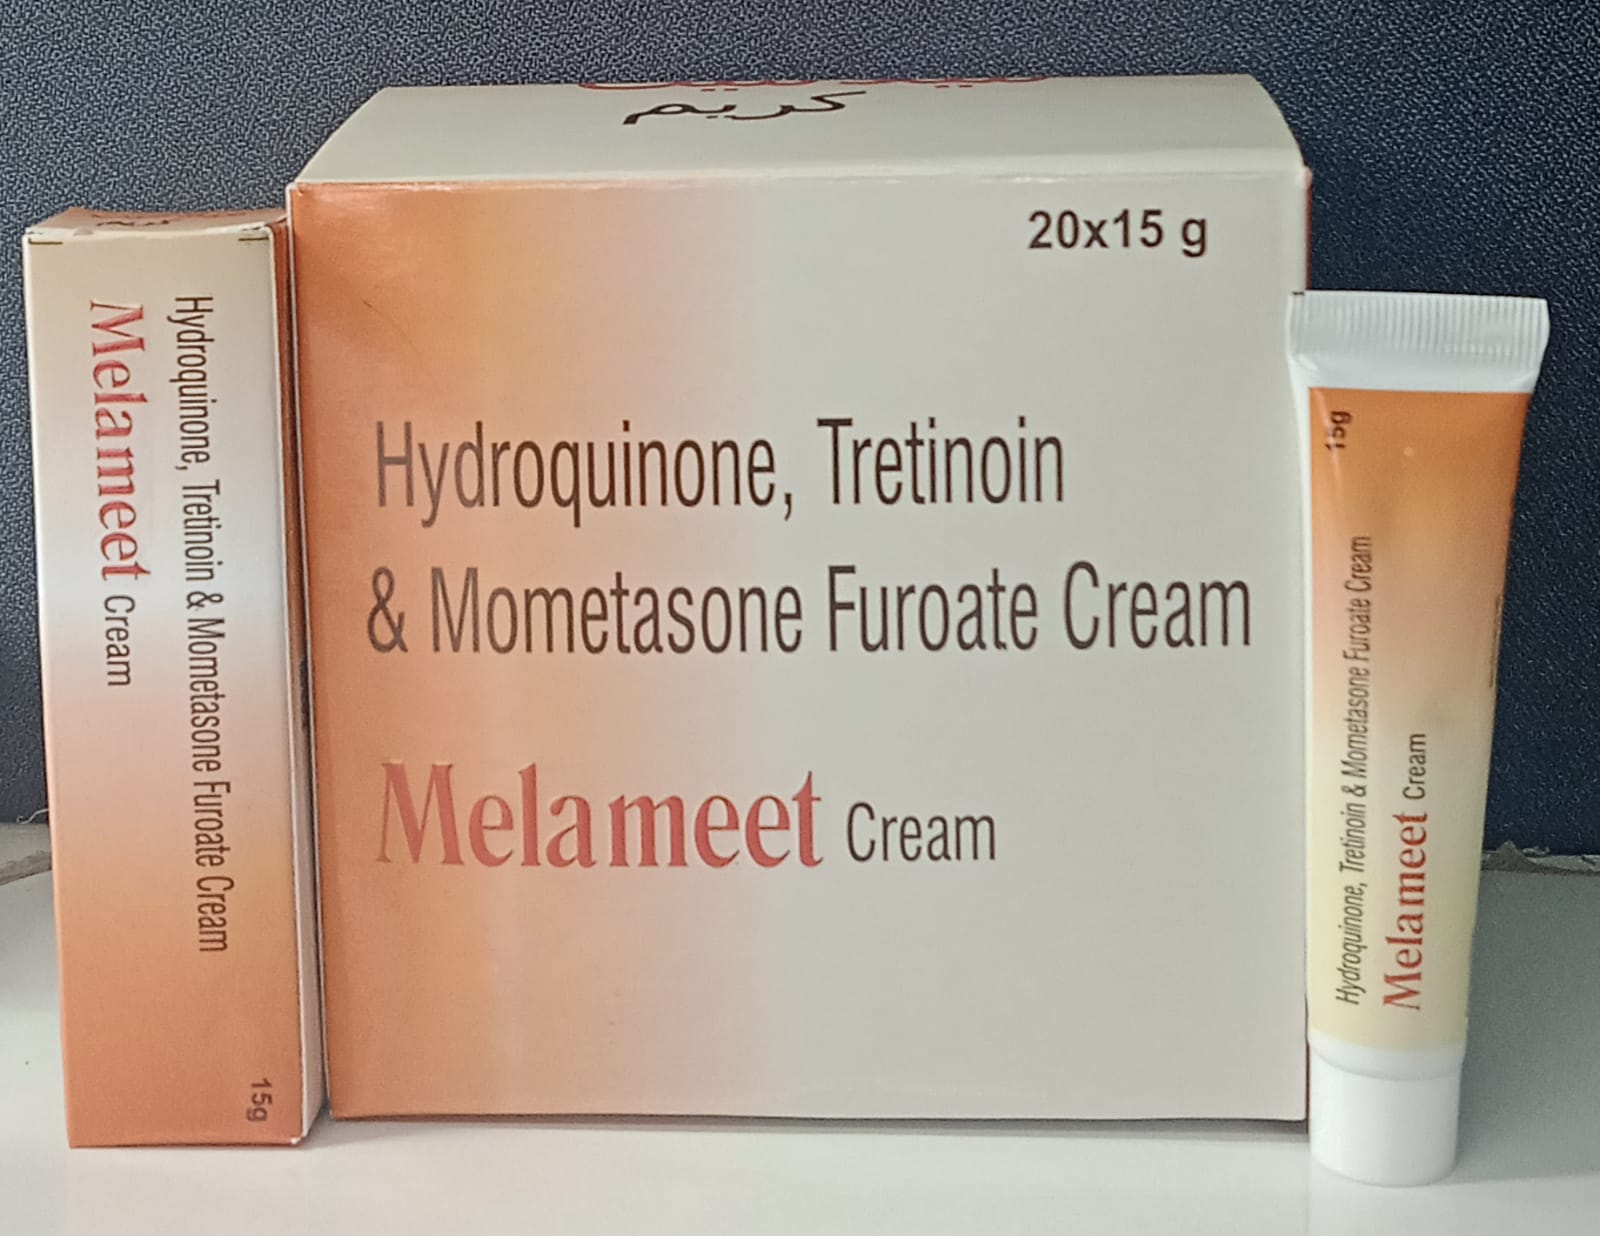 Hydroquinone, Tretinoin & Mometasone Furoate Cream
Melameet Cream
15g
كريم
20x15 g
Hydroquinone, Tretinoin
& Mometasone Furoate Cream
Melameet Cream
15g
Hydroquinone, Tretinoin & Mometasone Furoate Cream
Melameet Cream